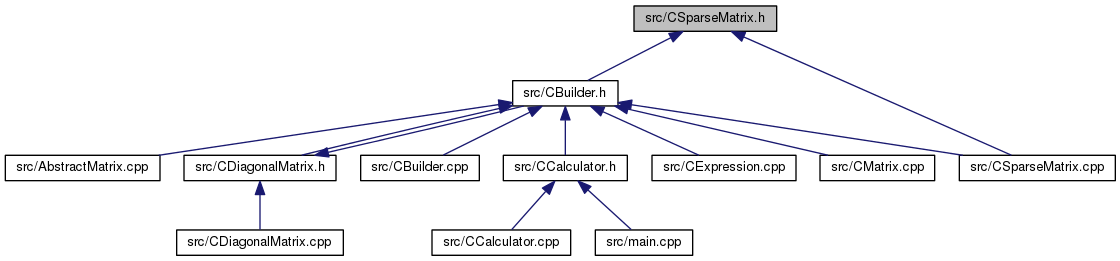 src/CSparseMatrix.h
src/CBuilder.h
src/AbstractMatrix.cpp
src/CDiagonalMatrix.h
src/CBuilder.cpp
src/CCalculator.h
src/CExpression.cpp
src/CMatrix.cpp
src/CSparseMatrix.cpp
src/CDiagonalMatrix.cpp
src/CCalculator.cpp
src/main.cpp